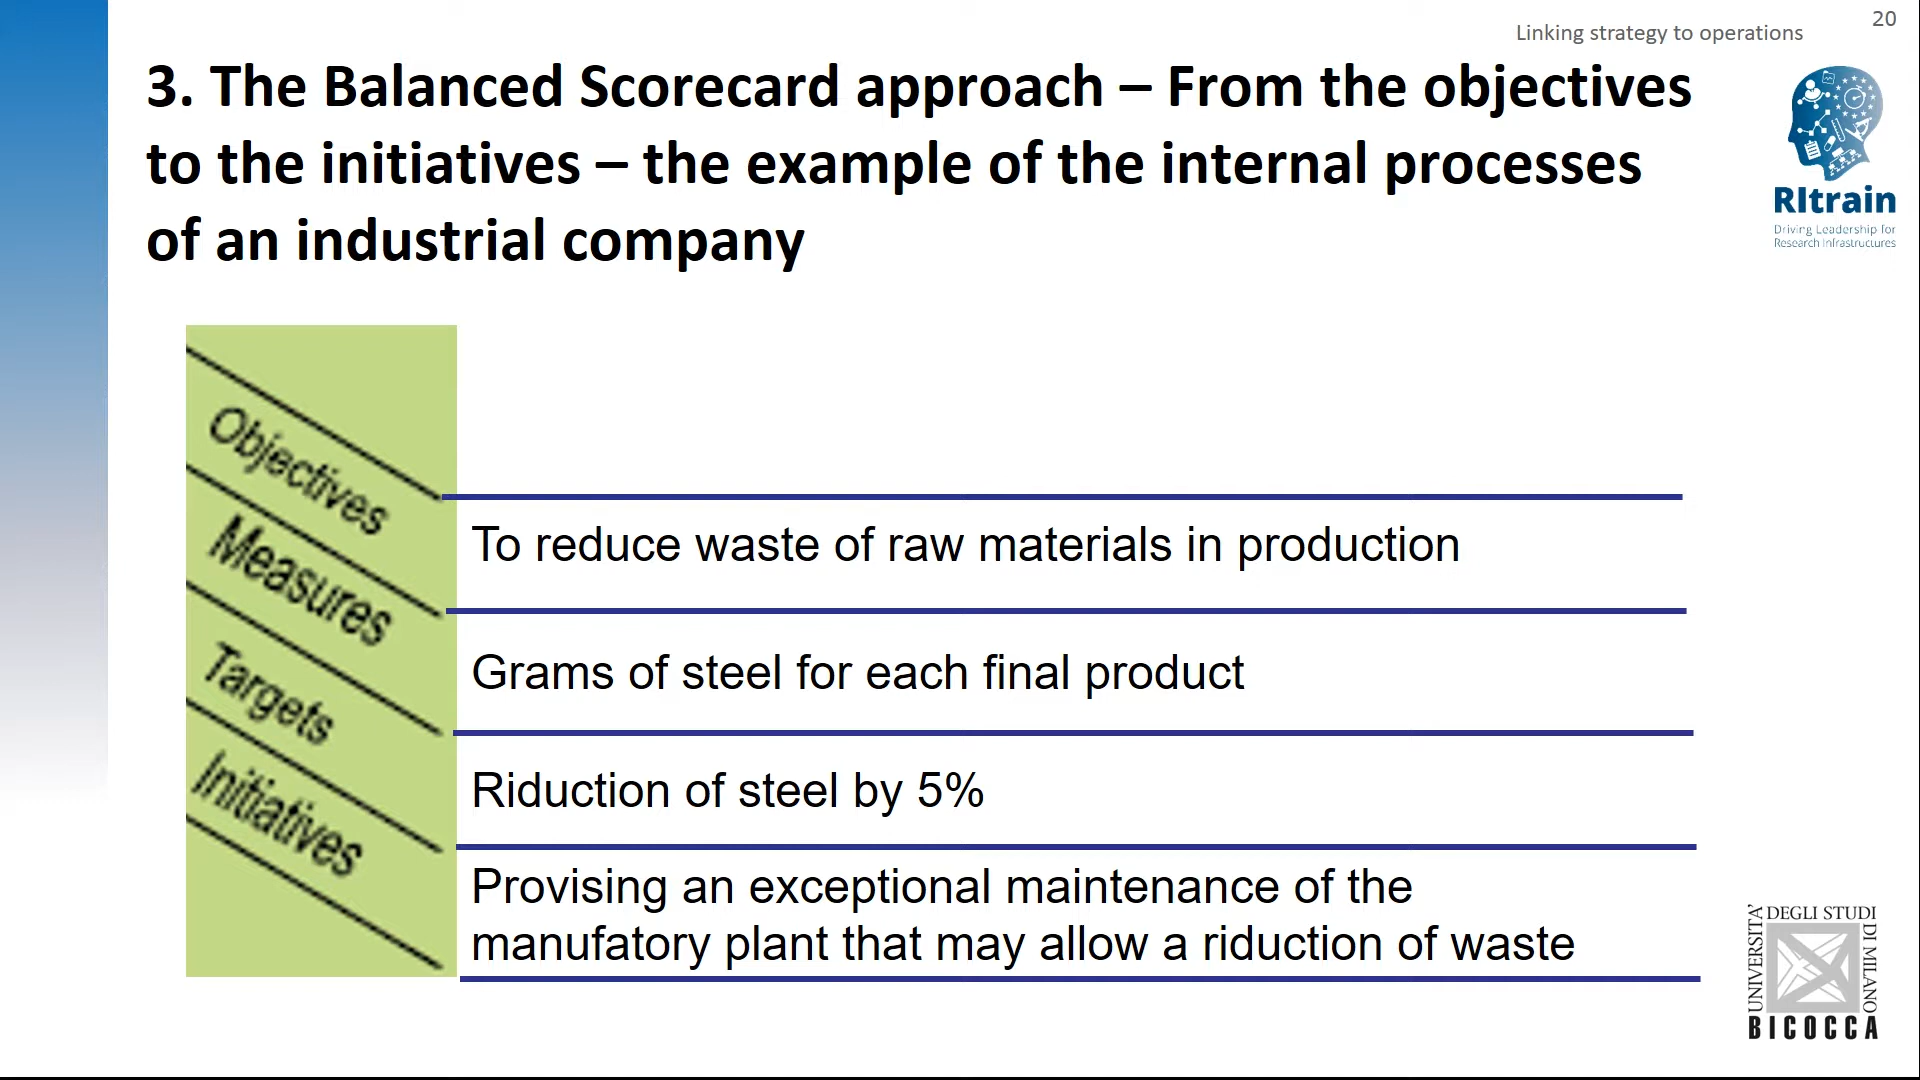 20
Linking strategy to operations
3. The Balanced Scorecard approach – From the objectives
to the initiatives – the example of the internal processes
of an industrial company
RItrain
Driving Leadership for
Research Infrastructures
Objectives
To reduce waste of raw materials in production
Measures
Grams of steel for each final product
Targets
Riduction of steel by 5%
Initiatives
Provising an exceptional maintenance of the
manufatory plant that may allow a riduction of waste
UNIVERSITA'
DEGLI STUDI
DI MILANO
BICOCCA